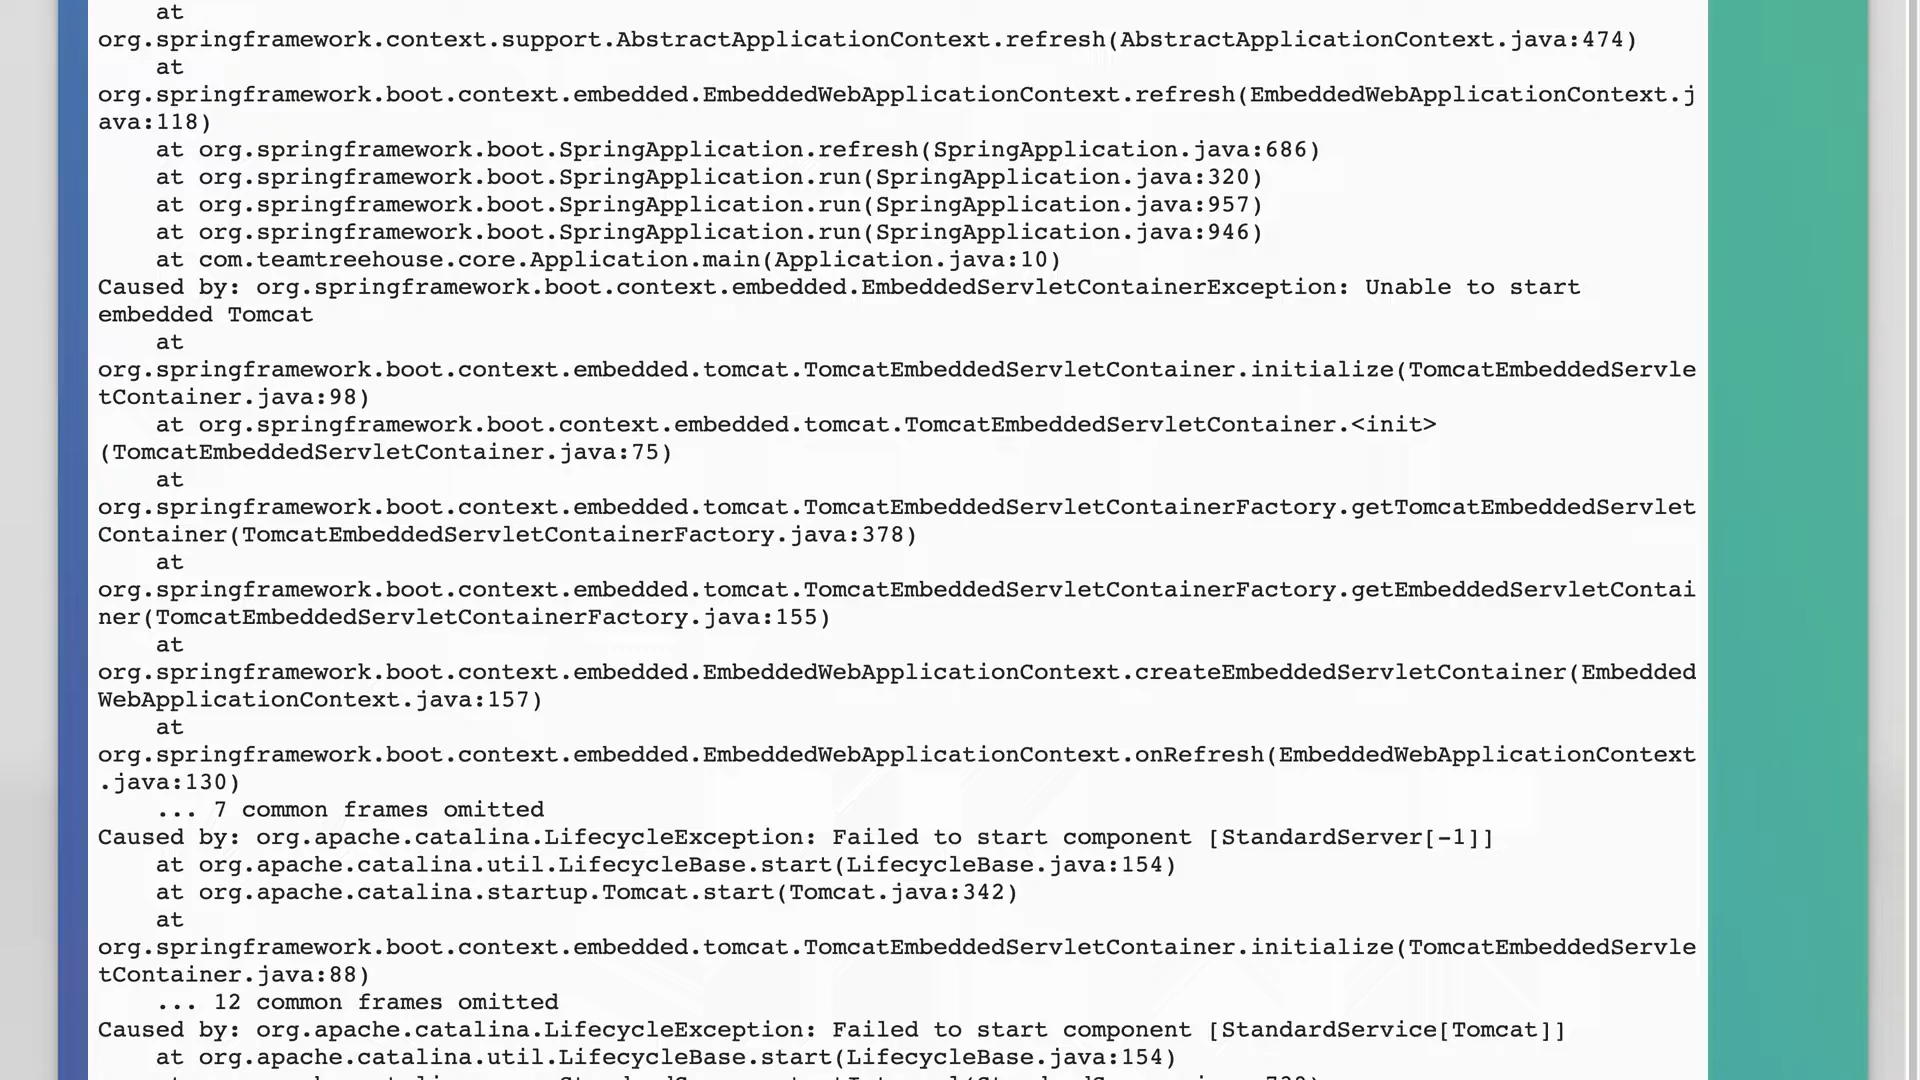 at
org.springframework.context.support.AbstractApplicationContext.refresh(AbstractApplicationContext.java:474)
at
org.springframework.boot.context.embedded.EmbeddedWebApplicationContext.refresh(EmbeddedWebApplicationContext.j
ava:118)
at org.springframework.boot.SpringApplication.refresh(SpringApplication.java:686)
at org.springframework.boot.SpringApplication.run(SpringApplication.java:320)
at org.springframework.boot.SpringApplication.run(SpringApplication.java:957)
at org.springframework.boot.SpringApplication.run(SpringApplication.java:946)
at com.teamtreehouse.core.Application.main(Application.java:10)
Caused by: org.springframework.boot.context.embedded.EmbeddedServletContainerException: Unable to start
embedded Tomcat
at
org.springframework.boot.context.embedded.tomcat.TomcatEmbeddedServletContainer.initialize(TomcatEmbeddedServle
tContainer.java:98)
at org.springframework.boot.context.embedded.tomcat.TomcatEmbeddedServletContainer.<init>
(TomcatEmbeddedServletContainer.java:75)
at
org.springframework.boot.context.embedded.tomcat.TomcatEmbeddedServletContainerFactory.getTomcatEmbeddedServlet
Container(TomcatEmbeddedServletContainerFactory.java:378)
at
org.springframework.boot.context.embedded.tomcat.TomcatEmbeddedServletContainerFactory.getEmbeddedServletContai
ner(TomcatEmbeddedServletContainerFactory.java:155)
at
org.springframework.boot.context.embedded.EmbeddedWebApplicationContext.createEmbeddedServletContainer(Embedded
WebApplicationContext.java:157)
at
org.springframework.boot.context.embedded.EmbeddedWebApplicationContext.onRefresh(EmbeddedWebApplicationContext
.java:130)
... 7 common frames omitted
Caused by: org.apache.catalina.LifecycleException: Failed to start component [StandardServer[-1]]
at org.apache.catalina.util.LifecycleBase.start(LifecycleBase.java:154)
at org.apache.catalina.startup.Tomcat.start(Tomcat.java:342)
at
org.springframework.boot.context.embedded.tomcat.TomcatEmbeddedServletContainer.initialize(TomcatEmbeddedServle
tContainer.java:88)
... 12 common frames omitted
Caused by: org.apache.catalina.LifecycleException: Failed to start component [StandardService[Tomcat]]
at org.apache.catalina.util.LifecycleBase.start(LifecycleBase.java:154)